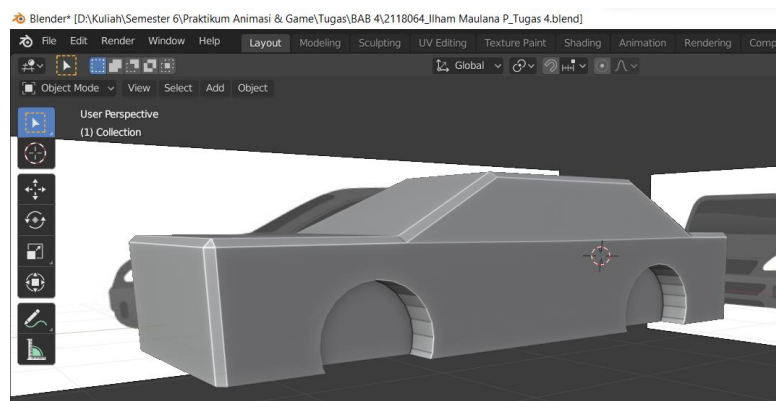 Blender* [D:\Kuliah\Semester 6\Praktikum Animasi & Game\Tugas\BAB 4\2118064_Ilham Maulana P_Tugas 4.blend]
File Edit Render Window Help Layout Modeling Sculpting UV Editing Texture Paint Shading Animation Rendering Comp
Global
Object Mode View Select Add Object
User Perspective
(1) Collection